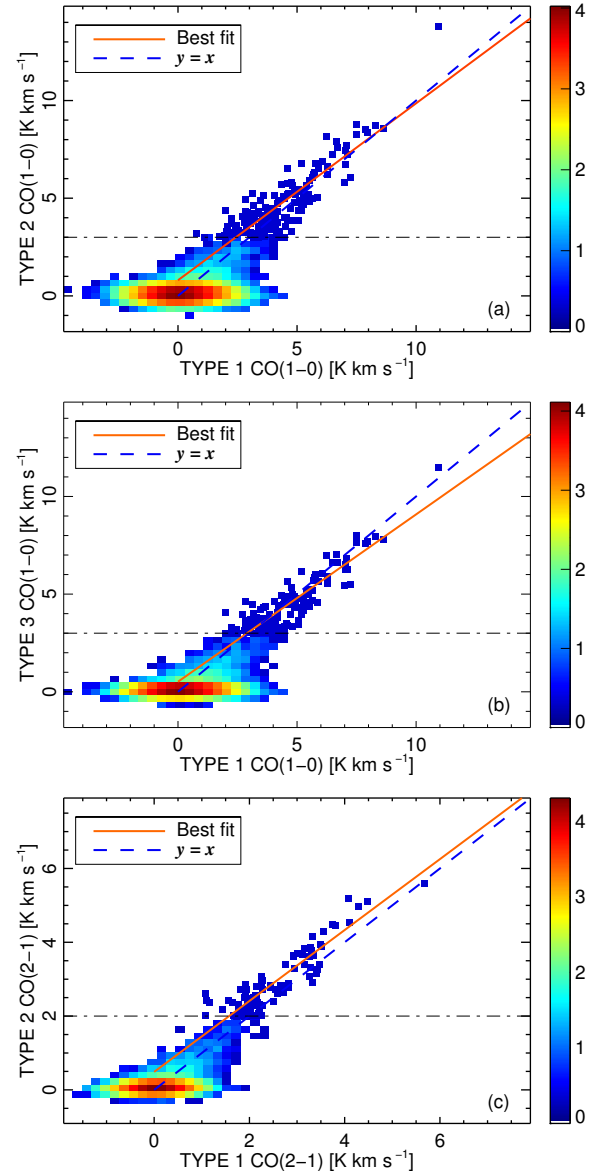 Best fit
y = x
TYPE 2 CO(1−0) [K km s⁻¹]
10
5
0
0
5
10
TYPE 1 CO(1−0) [K km s⁻¹]
(a)
4
3
2
1
0
Best fit
y = x
TYPE 3 CO(1−0) [K km s⁻¹]
10
5
0
0
5
10
TYPE 1 CO(1−0) [K km s⁻¹]
(b)
4
3
2
1
0
Best fit
y = x
TYPE 2 CO(2−1) [K km s⁻¹]
6
4
2
0
0
2
4
6
TYPE 1 CO(2−1) [K km s⁻¹]
(c)
4
3
2
1
0